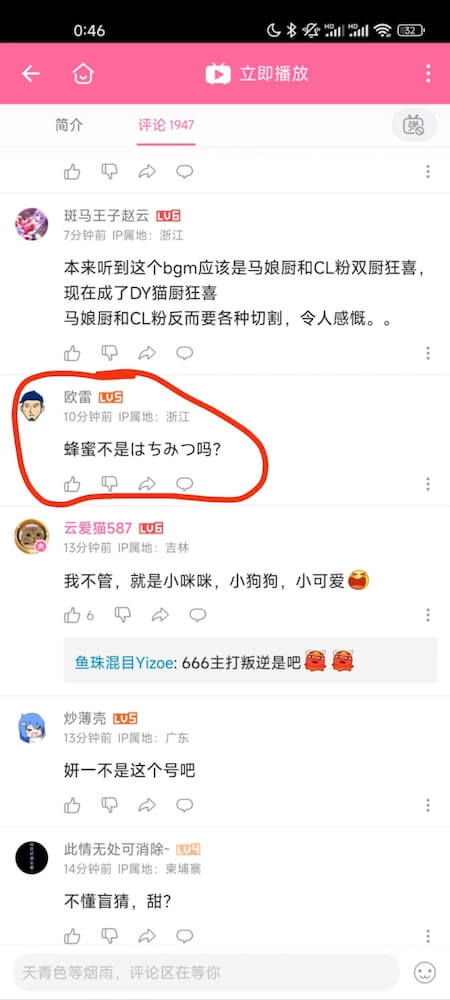 0:46
HD
HD
32
立即播放
简介
评论 1947
弹
斑马王子赵云 LV6
7分钟前 IP属地：浙江
本来听到这个bgm应该是马娘厨和CL粉双厨狂喜，
现在成了DY猫厨狂喜
马娘厨和CL粉反而要各种切割，令人感慨。。
欧雷 LV5
10分钟前 IP属地：浙江
蜂蜜不是はちみつ吗？
云爱猫587 LV6
13分钟前 IP属地：吉林
我不管，就是小咪咪，小狗狗，小可爱
6
鱼珠混目Yizoe: 666主打叛逆是吧
炒薄壳 LV5
13分钟前 IP属地：广东
妍一不是这个号吧
此情无处可消除- LV4
14分钟前 IP属地：柬埔寨
不懂盲猜，甜？
天青色等烟雨，评论区在等你